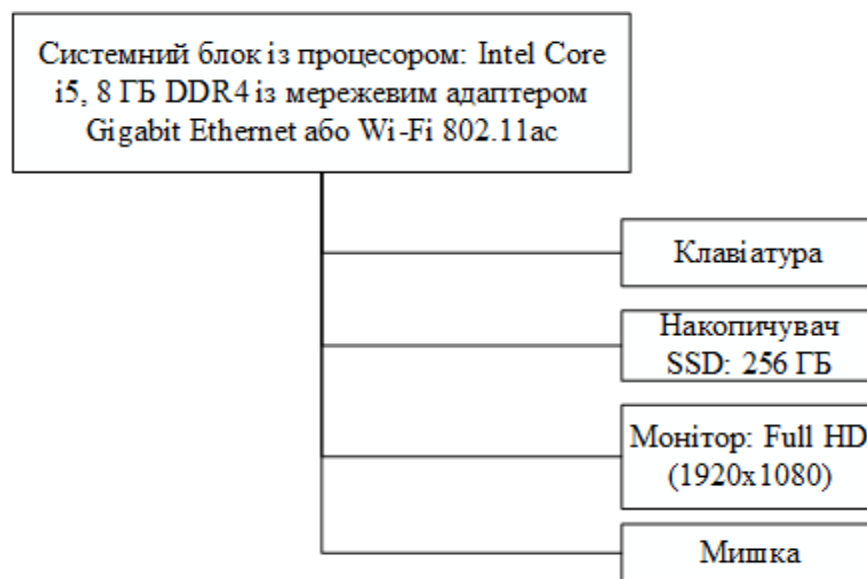 Системний блок із процесором: Intel Core
i5, 8 ГБ DDR4 із мережевим адаптером
Gigabit Ethernet або Wi-Fi 802.11ac
Клавіатура
Накопичувач
SSD: 256 ГБ
Монітор: Full HD
(1920x1080)
Мишка